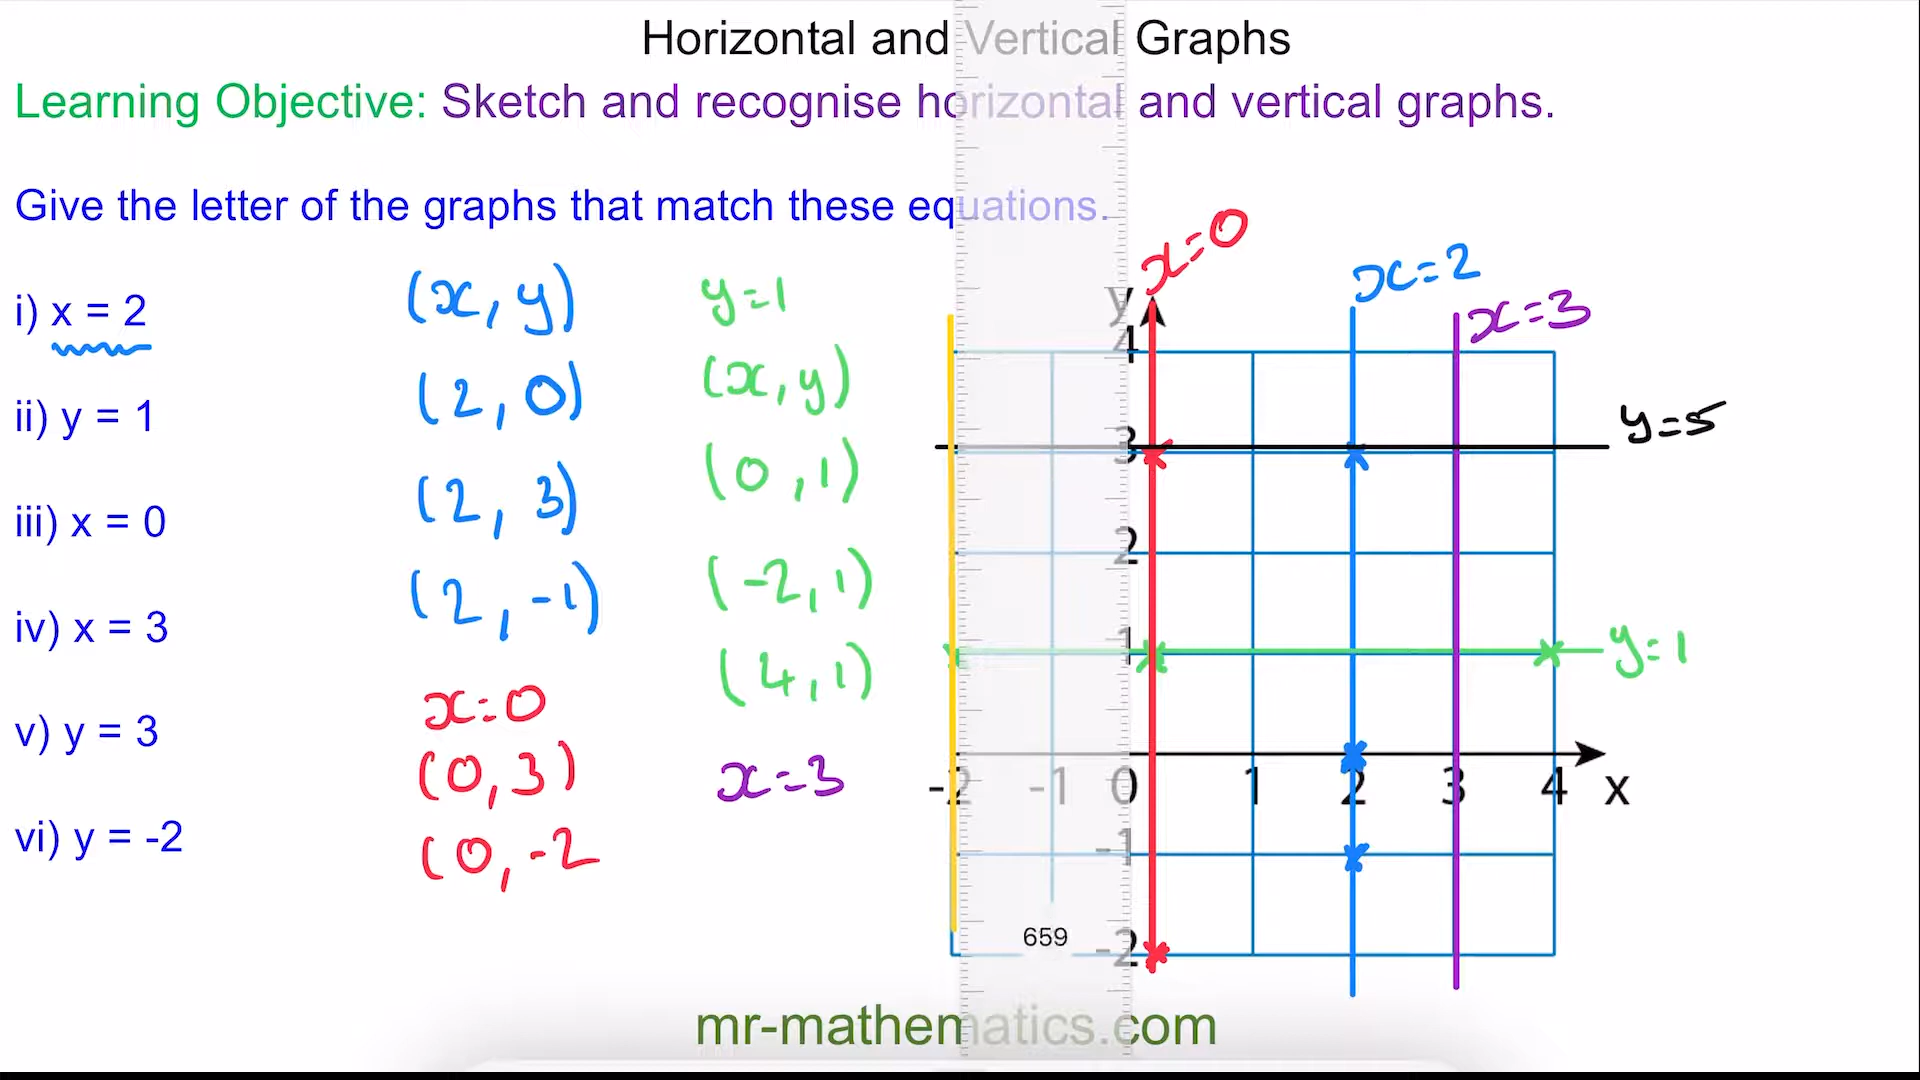 Horizontal and Vertical Graphs
Learning Objective: Sketch and recognise horizontal and vertical graphs.
Give the letter of the graphs that match these equations.
i) x = 2
ii) y = 1
iii) x = 0
iv) x = 3
v) y = 3
vi) y = -2
(x, y)
(2, 0)
(2, 3)
(2, -1)
x=0
(0, 3)
(0, -2
y=1
(x, y)
(0, 1)
(-2, 1)
(4, 1)
x=3
x=0
x=2
x=3
y=5
y=1
y
4
3
2
1
-2 -1 0 1 2 3 4 x
-1
-2
659
mr-mathematics.com